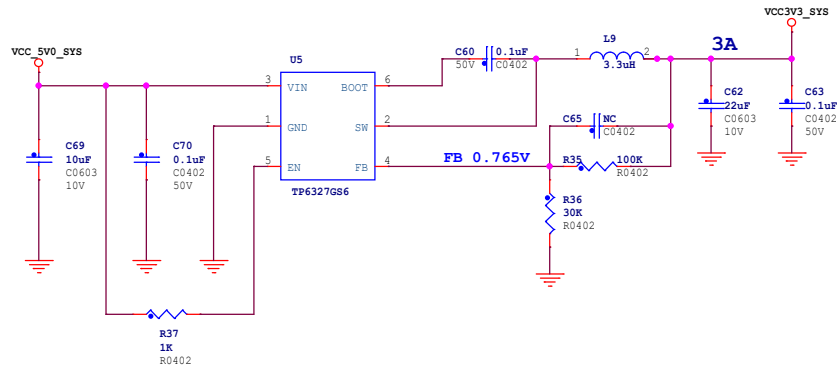 VCC_5V0_SYS
VCC3V3_SYS
U5
C60 0.1uF
50V C0402
L9
1 2
3.3uH
3A
3 VIN BOOT 6
1 GND SW 2
5 EN FB 4
TP6327GS6
C69
10uF
C0603
10V
C70
0.1uF
C0402
50V
C65 NC
C0402
C62
22uF
C0603
10V
C63
0.1uF
C0402
50V
FB 0.765V
R35 100K
R0402
R36
30K
R0402
R37
1K
R0402